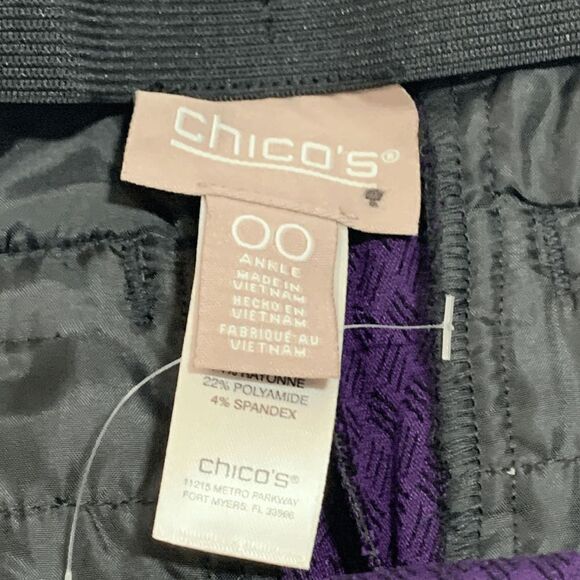 chico's®
00
ANKLE
MADE IN
VIETNAM
HECHO EN
VIETNAM
FABRIQUÉ AU
VIETNAM
RAYONNE
22% POLYAMIDE
4% SPANDEX
chico's®
11215 METRO PARKWAY
FORT MYERS, FL 33966